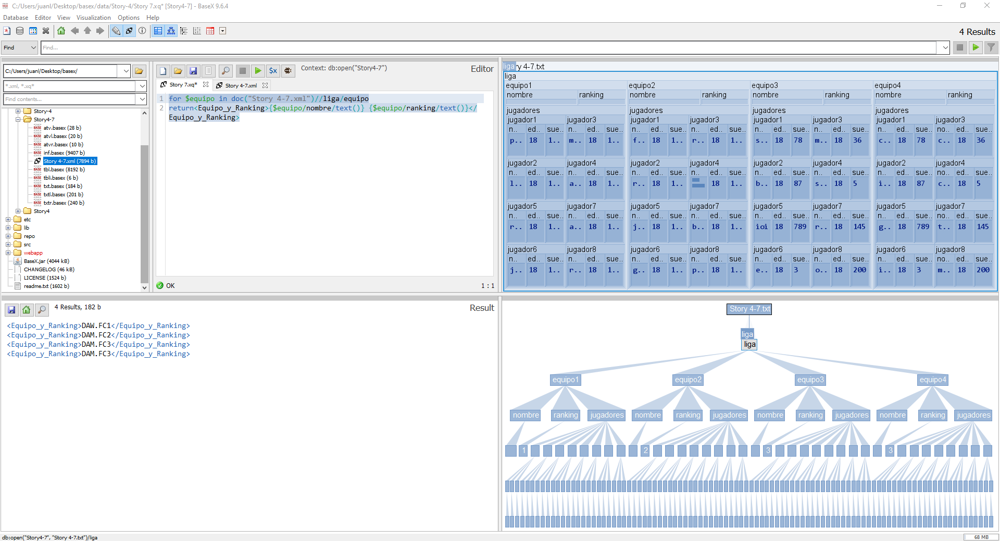 C:/Users/juanl/Desktop/basex/data/Story-4/Story 7.xq* [Story4-7] - BaseX 9.6.4
Database Editor View Visualization Options Help
4 Results
Find Find...
C:/Users/juanl/Desktop/basex/
*.xml, *.xq*
Find contents...
Story-4
Story4-7
atv.basex (28 b)
atvl.basex (20 b)
atvr.basex (10 b)
inf.basex (9407 b)
Story 4-7.xml (7894 b)
tbl.basex (8192 b)
tbli.basex (6 b)
txt.basex (184 b)
txtl.basex (201 b)
txtr.basex (240 b)
Story4
etc
lib
repo
src
webapp
BaseX.jar (4044 kB)
CHANGELOG (46 kB)
LICENSE (1524 b)
readme.txt (1602 b)
Context: db:open("Story4-7")
Editor
Story 7.xq* Story 4-7.xml
1 for $equipo in doc("Story 4-7.xml")//liga/equipo
2 return<Equipo_y_Ranking>{$equipo/nombre/text()} {$equipo/ranking/text()}</
Equipo_y_Ranking>
OK
1 : 1
liga y 4-7.txt
liga
equipo1 equipo2 equipo3 equipo4
nombre ranking nombre ranking nombre ranking nombre ranking
jugadores jugadores jugadores jugadores
jugador1 jugador3 jugador1 jugador3 jugador1 jugador3 jugador1 jugador3
n.. ed.. sue.. n.. ed.. sue.. n.. ed.. sue.. n.. ed.. sue.. n.. ed.. sue.. n.. ed.. sue.. n.. ed.. sue.. n.. ed.. sue..
p.. 18 1.. m.. 18 1.. f.. 18 1.. r.. 18 1.. s.. 18 78 m.. 18 36 c.. 18 78 c.. 18 36
jugador2 jugador4 jugador2 jugador4 jugador2 jugador4 jugador2 jugador4
n.. ed.. sue.. n.. ed.. sue.. n.. ed.. sue.. n.. ed.. sue.. n.. ed.. sue.. n.. ed.. sue.. n.. ed.. sue.. no.. ed.. sue..
l.. 18 1.. a.. 18 1.. r.. 18 1.. 18 1.. b.. 18 87 s.. 18 5 i.. 18 87 c.. 18 5
jugador5 jugador7 jugador5 jugador7 jugador5 jugador7 jugador5 jugador7
n.. ed.. sue.. n.. ed.. sue.. n.. ed.. sue.. n.. ed.. sue.. n.. ed.. sue.. n.. ed.. sue.. n.. ed.. sue.. no.. ed.. sue..
r.. 18 1.. a.. 18 1.. j.. 18 1.. b.. 18 1.. ioi 18 789 r.. 18 145 g.. 18 789 t.. 18 145
jugador6 jugador8 jugador6 jugador8 jugador6 jugador8 jugador6 jugador8
n.. ed.. sue.. n.. ed.. sue.. n.. ed.. sue.. n.. ed.. sue.. n.. ed.. sue.. n.. ed.. sue.. n.. ed.. sue.. no.. ed.. sue..
j.. 18 1.. r.. 18 1.. g.. 18 1.. p.. 18 1.. e.. 18 3 o.. 18 200 i.. 18 3 m.. 18 200
4 Results, 182 b
Result
<Equipo_y_Ranking>DAW.FC1</Equipo_y_Ranking>
<Equipo_y_Ranking>DAM.FC2</Equipo_y_Ranking>
<Equipo_y_Ranking>DAM.FC3</Equipo_y_Ranking>
<Equipo_y_Ranking>DAM.FC3</Equipo_y_Ranking>
Story 4-7.txt
liga
liga
equipo1 equipo2 equipo3 equipo4
nombre ranking jugadores nombre ranking jugadores nombre ranking jugadores nombre ranking jugadores
1 2 3 3
db:open("Story4-7", "Story 4-7.txt")/liga
68 MB